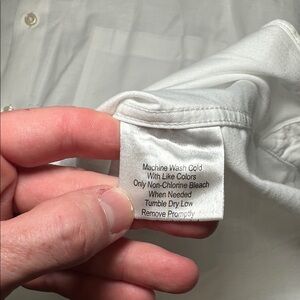 Machine Wash Cold
With Like Colors
Only Non-Chlorine Bleach
When Needed
Tumble Dry Low
Remove Promptly